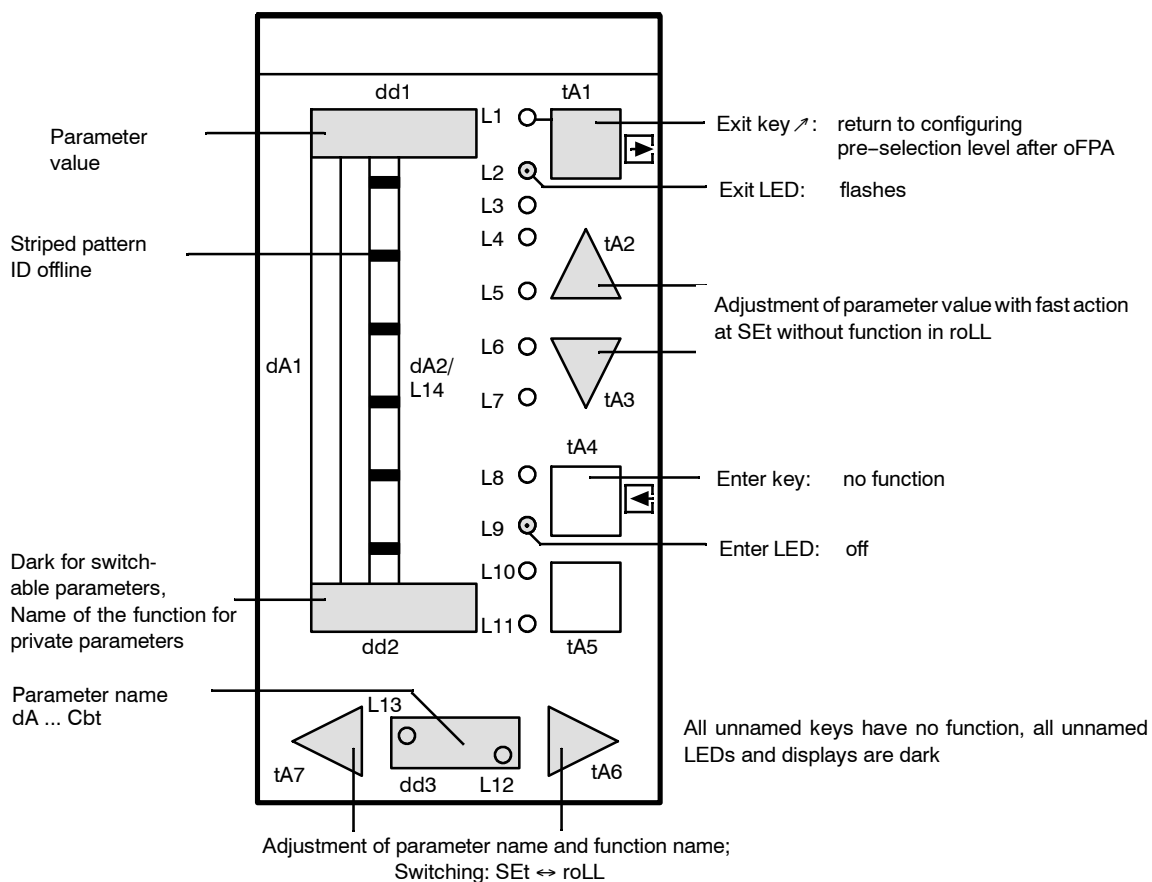 dd1
tA1
L1
Parameter
value
Exit key ↗: return to configuring
pre-selection level after oFPA
L2
Exit LED: flashes
L3
L4
tA2
Striped pattern
ID offline
L5
Adjustment of parameter value with fast action
at SEt without function in roLL
L6
dA1
dA2/
L14
L7
tA3
tA4
L8
Enter key: no function
L9
Enter LED: off
Dark for switch-
able parameters,
Name of the function for
private parameters
L10
L11
dd2
tA5
Parameter name
dA ... Cbt
L13
tA7
dd3
L12
tA6
All unnamed keys have no function, all unnamed
LEDs and displays are dark
Adjustment of parameter name and function name;
Switching: SEt ↔ roLL